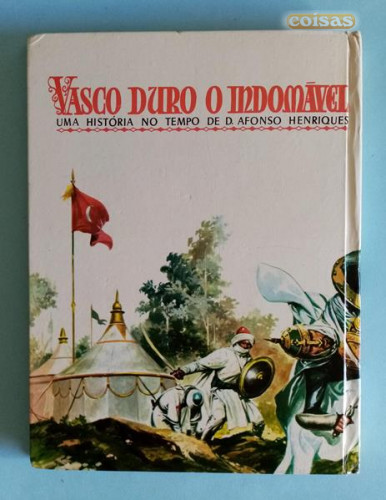 coisas
VASCO DURO O INDOMÁVEL
UMA HISTÓRIA NO TEMPO DE D. AFONSO HENRIQUES